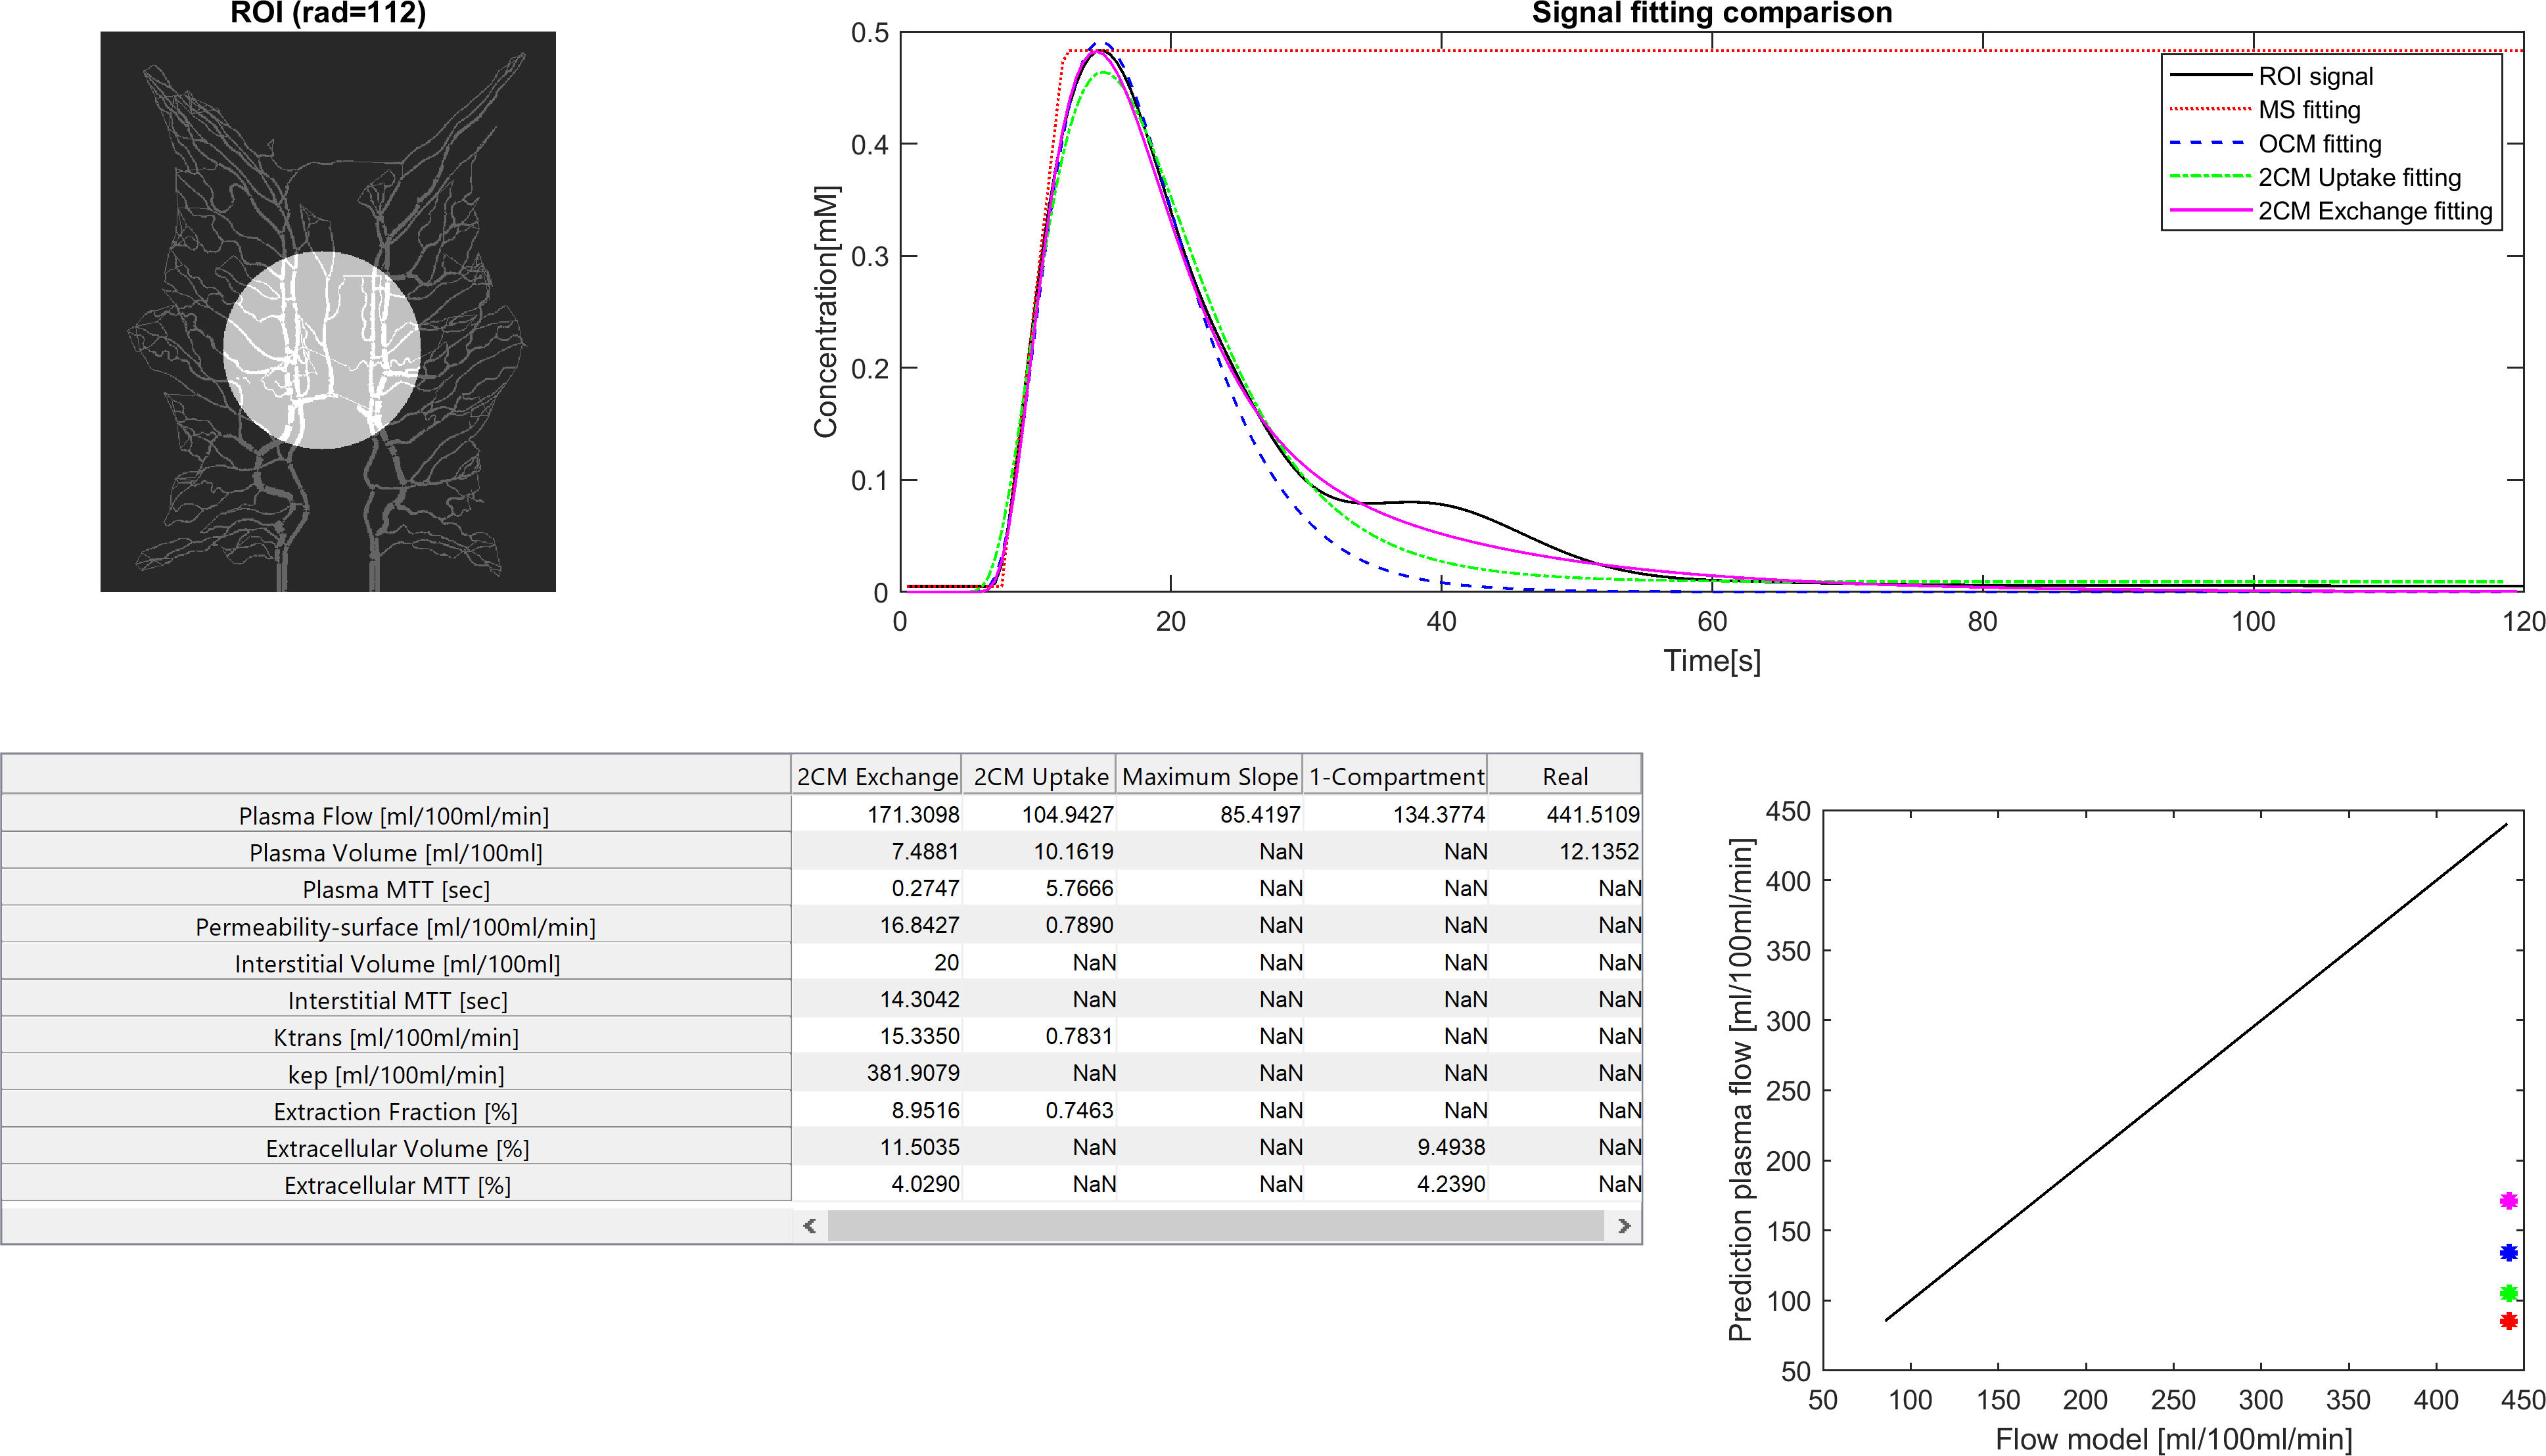 ROI (rad=112)
Signal fitting comparison
Concentration[mM]
0.5
0.4
0.3
0.2
0.1
0
0 20 40 60 80 100 120
Time[s]
ROI signal
MS fitting
OCM fitting
2CM Uptake fitting
2CM Exchange fitting
2CM Exchange 2CM Uptake Maximum Slope 1-Compartment Real
Plasma Flow [ml/100ml/min] 171.3098 104.9427 85.4197 134.3774 441.5109
Plasma Volume [ml/100ml] 7.4881 10.1619 NaN NaN 12.1352
Plasma MTT [sec] 0.2747 5.7666 NaN NaN NaN
Permeability-surface [ml/100ml/min] 16.8427 0.7890 NaN NaN NaN
Interstitial Volume [ml/100ml] 20 NaN NaN NaN NaN
Interstitial MTT [sec] 14.3042 NaN NaN NaN NaN
Ktrans [ml/100ml/min] 15.3350 0.7831 NaN NaN NaN
kep [ml/100ml/min] 381.9079 NaN NaN NaN NaN
Extraction Fraction [%] 8.9516 0.7463 NaN NaN NaN
Extracellular Volume [%] 11.5035 NaN NaN 9.4938 NaN
Extracellular MTT [%] 4.0290 NaN NaN 4.2390 NaN
Prediction plasma flow [ml/100ml/min]
450
400
350
300
250
200
150
100
50
50 100 150 200 250 300 350 400 450
Flow model [ml/100ml/min]